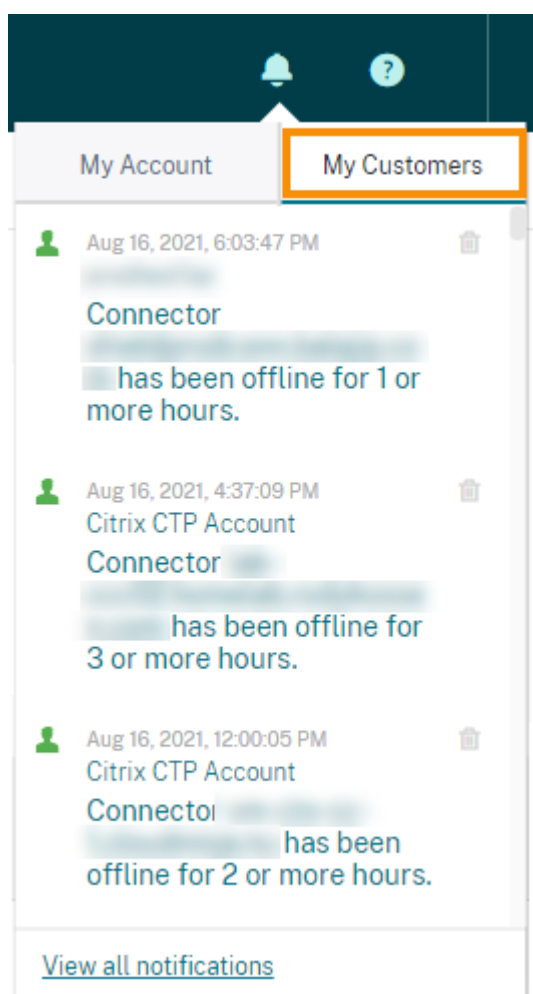 ?
My Account
My Customers
Aug 16, 2021, 6:03:47 PM
Connector
has been offline for 1 or
more hours.
Aug 16, 2021, 4:37:09 PM
Citrix CTP Account
Connector
has been offline for
3 or more hours.
Aug 16, 2021, 12:00:05 PM
Citrix CTP Account
Connector
has been
offline for 2 or more hours.
View all notifications